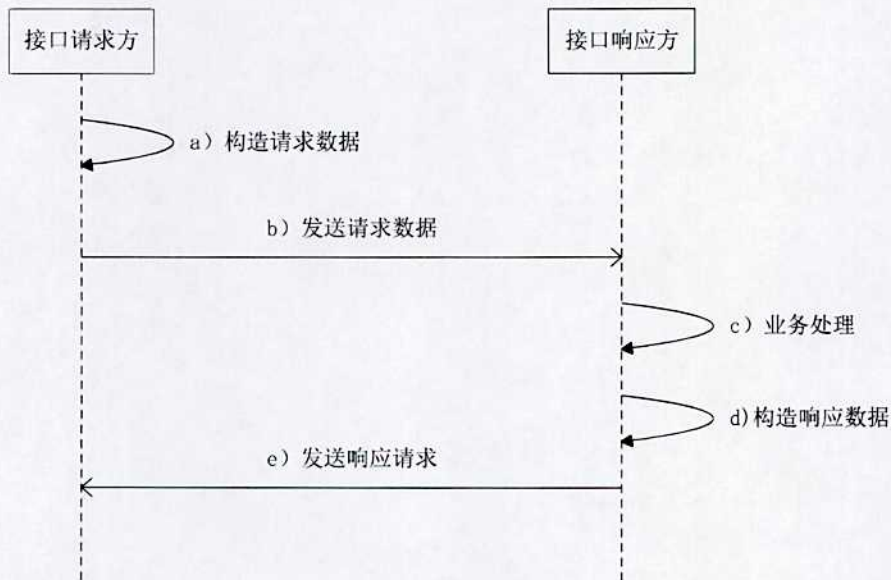 接口请求方
接口响应方
a）构造请求数据
b）发送请求数据
c）业务处理
d)构造响应数据
e）发送响应请求